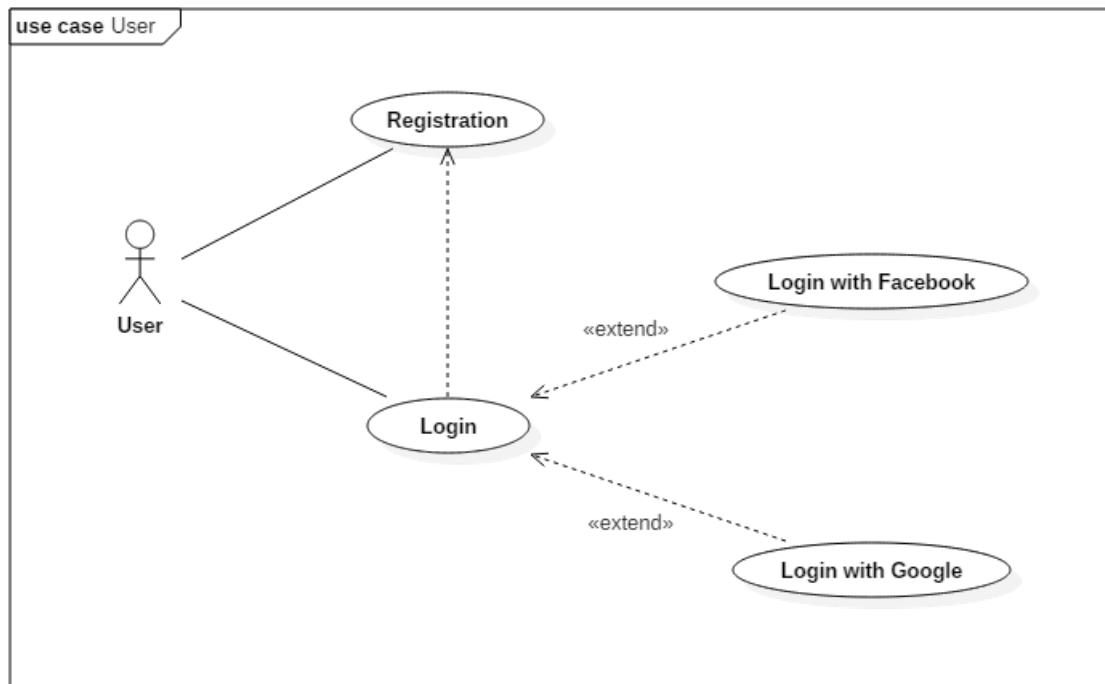 use case User
Registration
User
Login with Facebook
«extend»
Login
«extend»
Login with Google